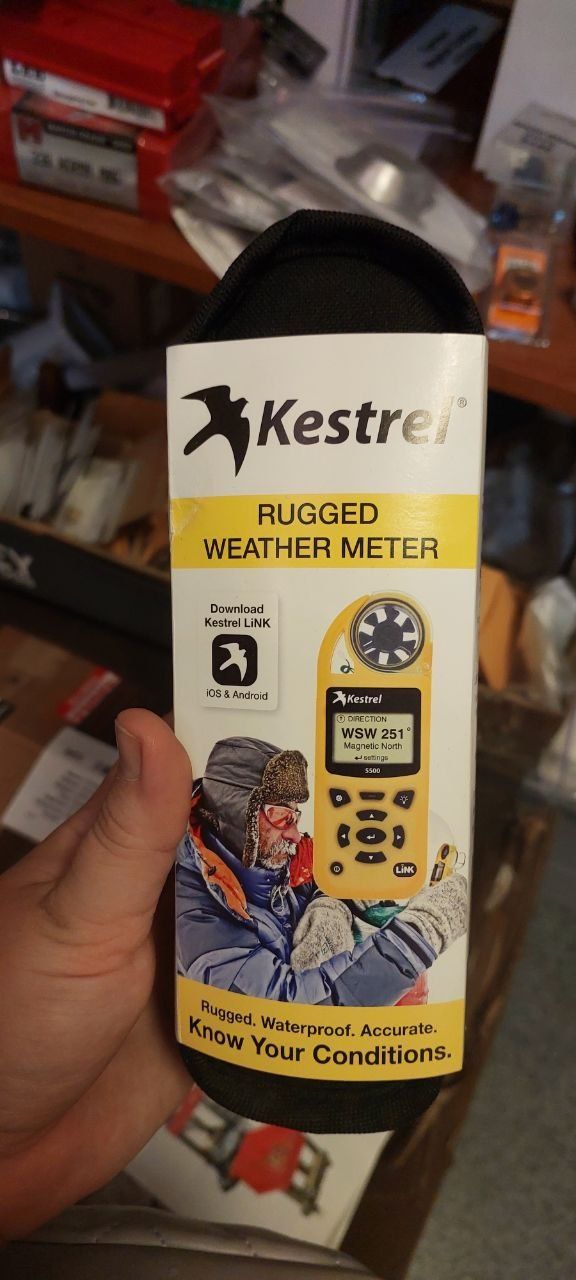 LEE
Kestrel®
RUGGED
WEATHER METER
Download
Kestrel LiNK
iOS & Android
Kestrel
DIRECTION
WSW 251°
Magnetic North
settings
5500
LiNK
Rugged. Waterproof. Accurate.
Know Your Conditions.